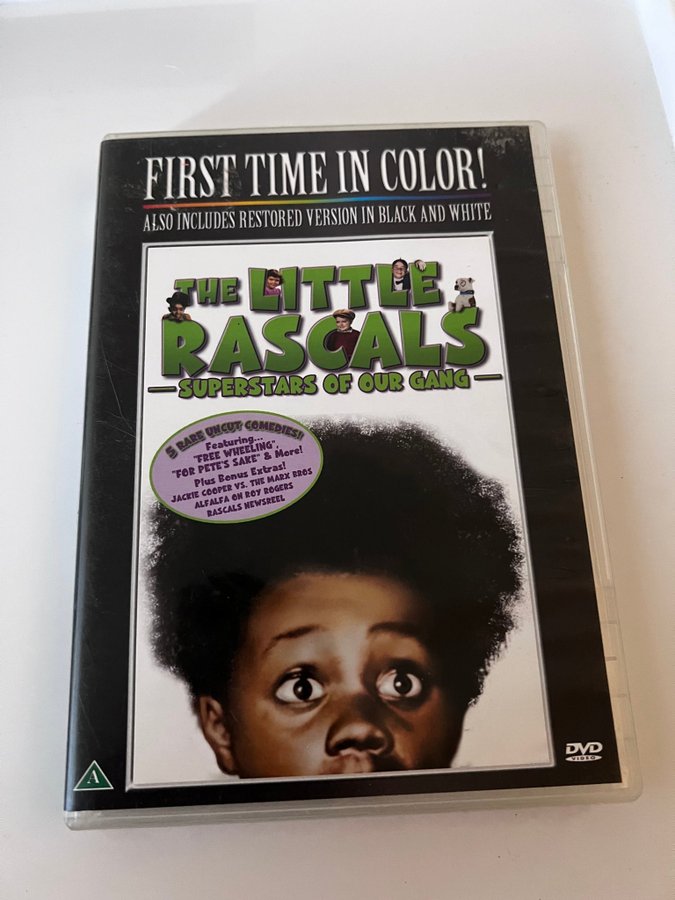 FIRST TIME IN COLOR!
ALSO INCLUDES RESTORED VERSION IN BLACK AND WHITE
THE LITTLE
RASCALS
SUPERSTARS OF OUR GANG
5 RARE UNCUT COMEDIES!
Featuring...
"FREE WHEELING",
"FOR PETE'S SAKE" & More!
Plus Bonus Extras!
JACKIE COOPER VS. THE MARX BROS
ALFALFA ON ROY ROGERS
RASCALS NEWSREEL
A
DVD
VIDEO